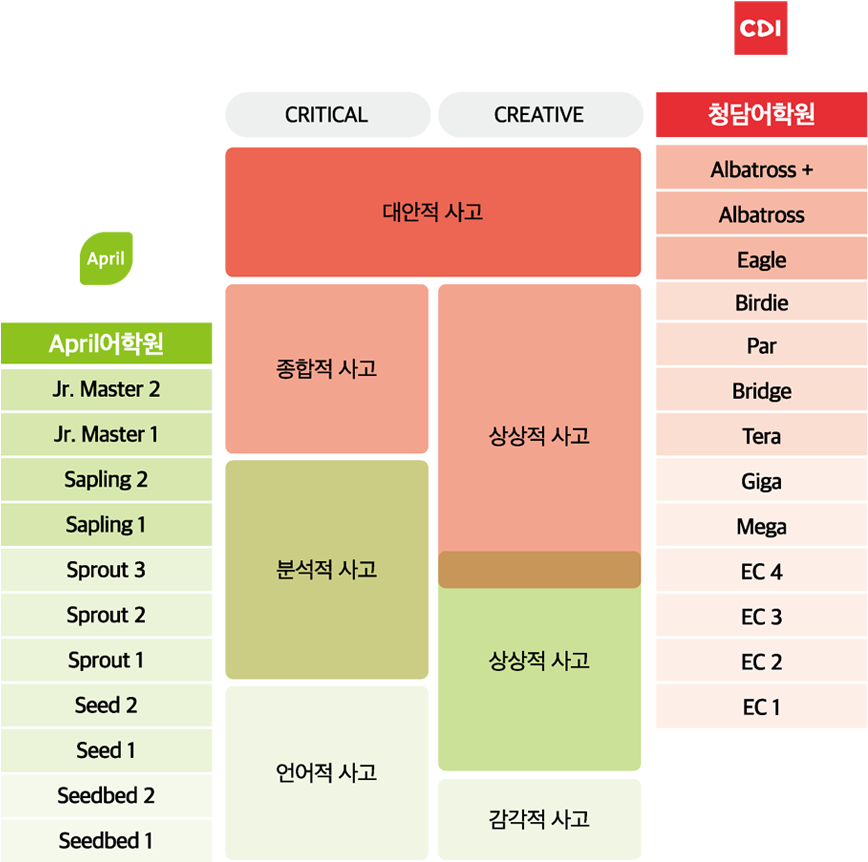 CDI
CRITICAL
CREATIVE
청담어학원
대안적 사고
Albatross +
Albatross
Eagle
Birdie
Par
Bridge
Tera
Giga
Mega
EC 4
EC 3
EC 2
EC 1
April
April어학원
Jr. Master 2
Jr. Master 1
Sapling 2
Sapling 1
Sprout 3
Sprout 2
Sprout 1
Seed 2
Seed 1
Seedbed 2
Seedbed 1
종합적 사고
분석적 사고
언어적 사고
상상적 사고
상상적 사고
감각적 사고